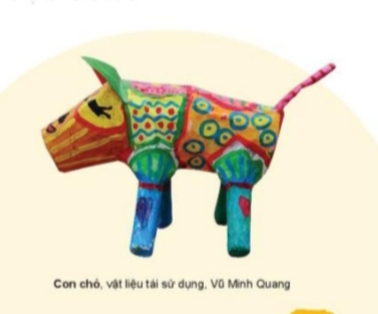 Con chó, vật liệu tái sử dụng, Vũ Minh Quang